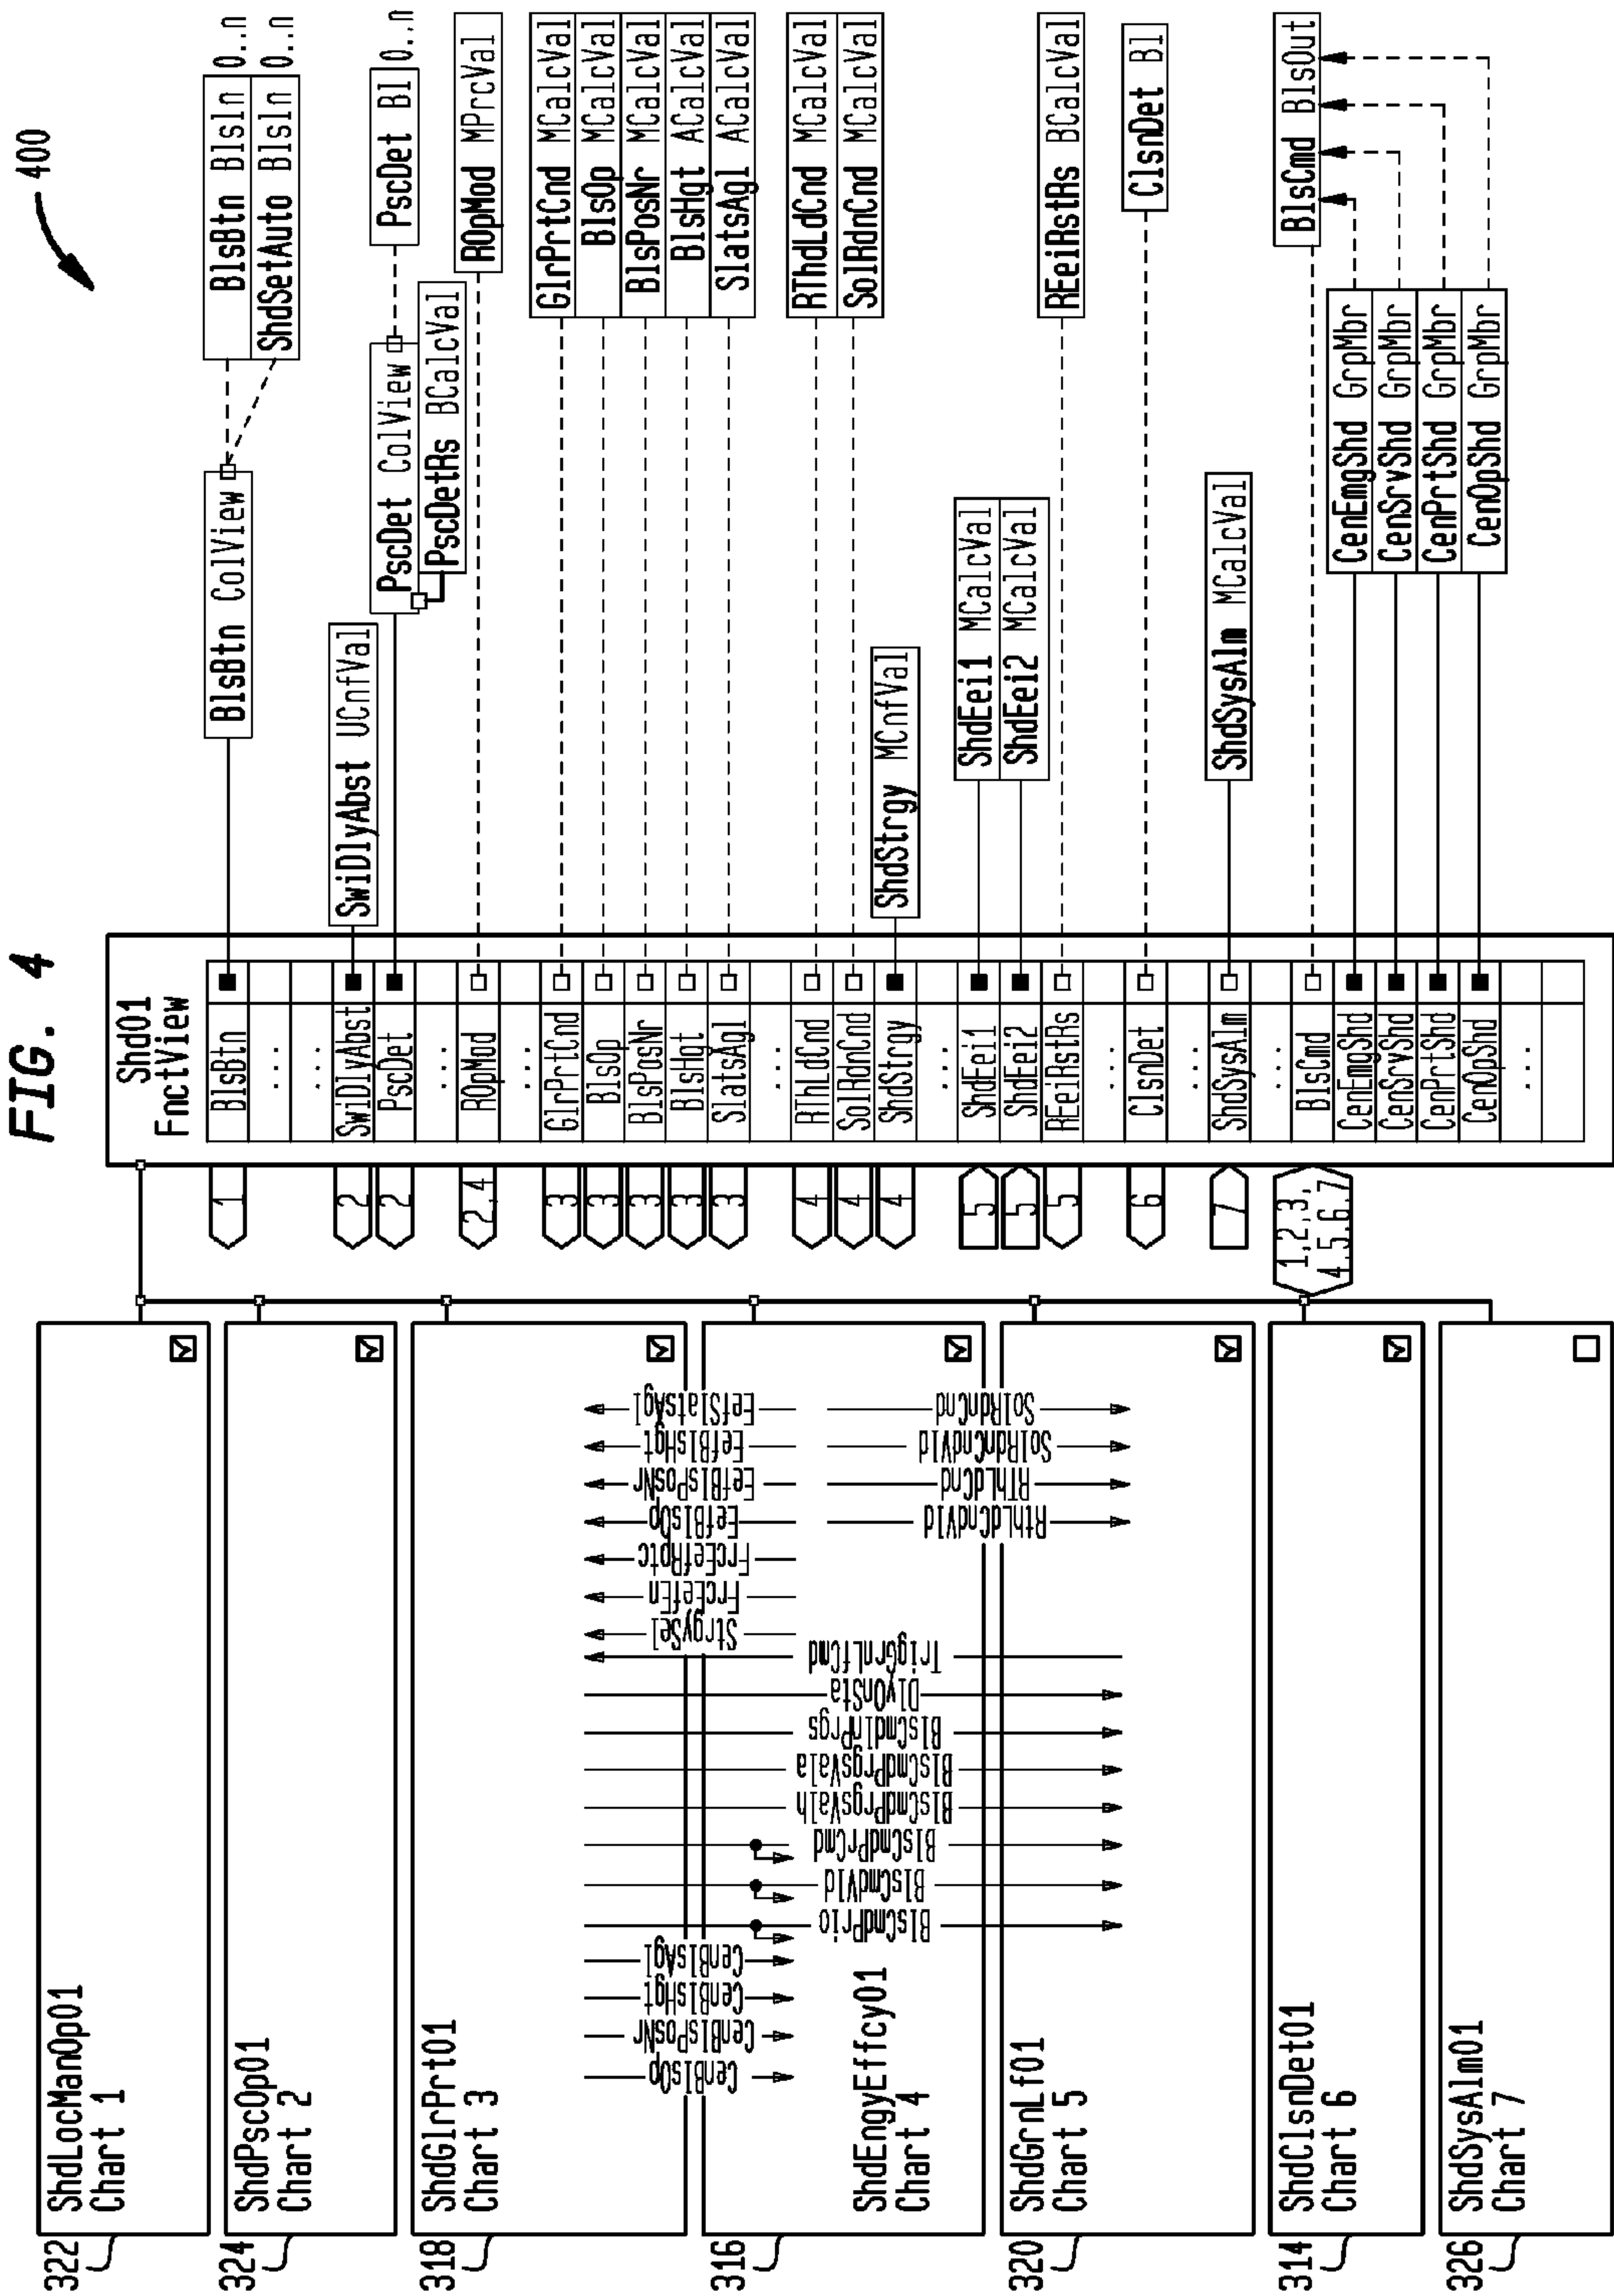 FIG. 4
400
322
ShdLocManOp01
Chart 1
324
ShdPscOp01
Chart 2
318
ShdGlrPrt01
Chart 3
316
ShdEngyEffcy01
Chart 4
320
ShdGrnLf01
Chart 5
314
ShdClsnDet01
Chart 6
326
ShdSysAlm01
Chart 7
CenBlsOp
CenBlsPosNr
CenBlsHgt
CenBlsAgl
BlsCmdPrio
BlsCmdVld
BlsCmdPrCmd
BlsCmdPrgsValh
BlsCmdPrgsVala
BlsCmdInPrgs
DlyOnSta
TrigGrnLfCmd
StrgySel
FrcEefEn
FrcEefRptc
EefBlsOp
EefBlsPosNr
EefBlsHgt
EefSlatsAgl
RthLdCndVld
RThLdCnd
SolRdnCndVld
SolRdnCnd
1
2
2
2,4
3
3
3
3
3
4
4
4
5
5
5
6
7
1,2,3,
4,5,6,7
Shd01
FnctView
BlsBtn
...
...
SwiDlyAbst
PscDet
...
ROpMod
...
GlrPrtCnd
BlsOp
BlsPosNr
BlsHgt
SlatsAgl
...
RThLdCnd
SolRdnCnd
ShdStrgy
...
ShdEei1
ShdEei2
REeiRstRs
...
ClsnDet
...
ShdSysAlm
...
BlsCmd
CenEmgShd
CenSrvShd
CenPrtShd
CenOpShd
...
BlsBtn ColView
BlsBtn BlsIn 0..n
ShdSetAuto BlsIn 0..n
SwiDlyAbst UCnfVal
PscDet ColView
PscDetRs BCalcVal
PscDet BI 0..n
ROpMod MPrcVal
GlrPrtCnd MCalcVal
BlsOp MCalcVal
BlsPosNr MCalcVal
BlsHgt ACalcVal
SlatsAgl ACalcVal
RThdLdCnd MCalcVal
SolRdnCnd MCalcVal
ShdStrgy MCnfVal
ShdEei1 MCalcVal
ShdEei2 MCalcVal
REeiRstRs BCalcVal
ClsnDet BI
ShdSysAlm MCalcVal
BlsCmd BlsOut
CenEmgShd GrpMbr
CenSrvShd GrpMbr
CenPrtShd GrpMbr
CenOpShd GrpMbr